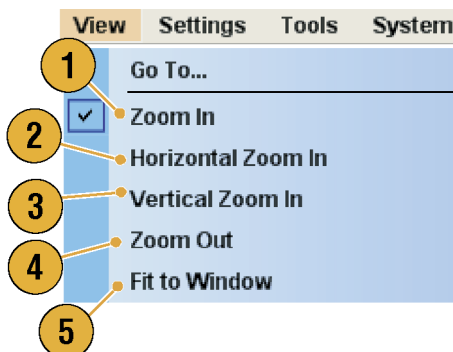 View Settings Tools System
Go To...
1
Zoom In
2
Horizontal Zoom In
3
Vertical Zoom In
4
Zoom Out
5
Fit to Window